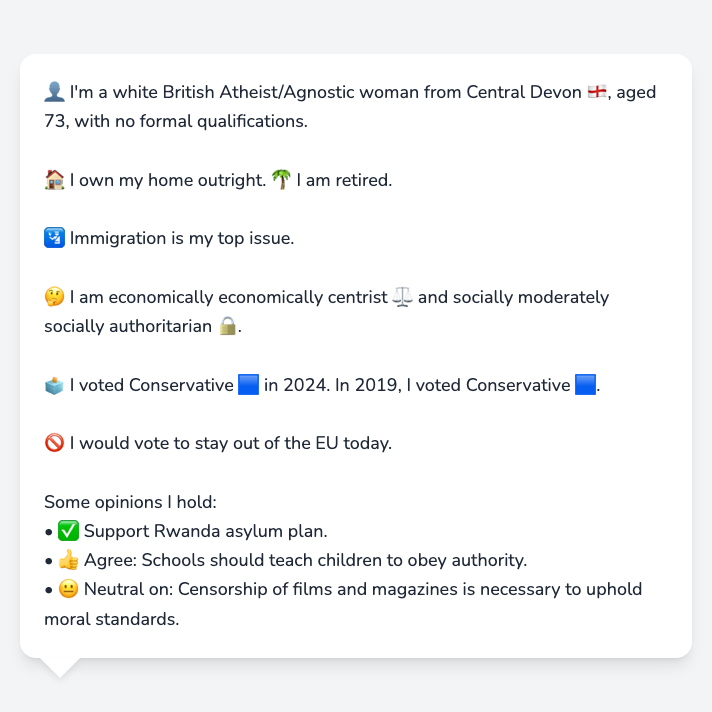 👤 I'm a white British Atheist/Agnostic woman from Central Devon 🏴󠁧󠁢󠁥󠁮󠁧󠁿, aged
73, with no formal qualifications.
🏠 I own my home outright. 🌴 I am retired.
🛂 Immigration is my top issue.
🤔 I am economically economically centrist ⚖️ and socially moderately
socially authoritarian 🔒.
🗳️ I voted Conservative 🟦 in 2024. In 2019, I voted Conservative 🟦.
🚫 I would vote to stay out of the EU today.
Some opinions I hold:
• ✅ Support Rwanda asylum plan.
• 👍 Agree: Schools should teach children to obey authority.
• 😐 Neutral on: Censorship of films and magazines is necessary to uphold
moral standards.